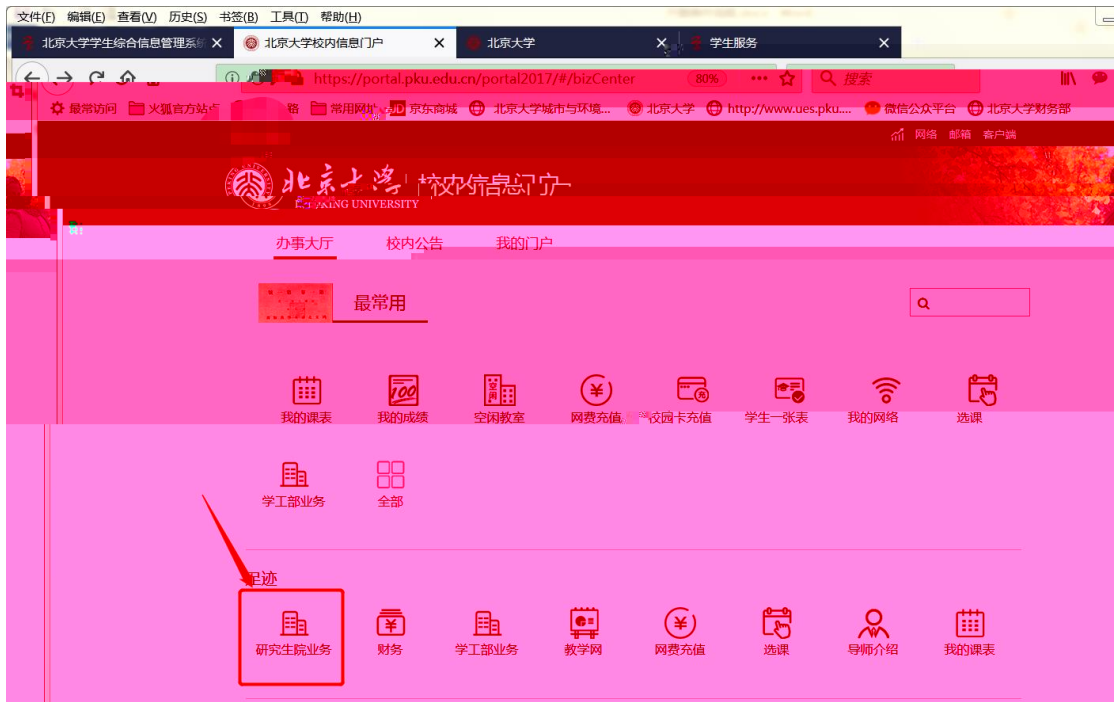 文件(F) 编辑(E) 查看(V) 历史(S) 书签(B) 工具(T) 帮助(H)
北京大学学生综合信息管理系统 北京大学校内信息门户 北京大学 学生服务
https://portal.pku.edu.cn/portal2017/#/bizCenter 80% 搜索
最常访问 火狐官方站点 常用网址 JD 京东商城 北京大学城市与环境... 北京大学 http://www.ues.pku.... 微信公众平台 北京大学财务部
网络 邮箱 客户端
北京大学 校内信息门户
PEKING UNIVERSITY
办事大厅 校内公告 我的门户
最常用
我的课表 我的成绩 空闲教室 网费充值 校园卡充值 学生一张表 我的网络 选课
学工部业务 全部
足迹
研究生院业务 财务 学工部业务 教学网 网费充值 选课 导师介绍 我的课表